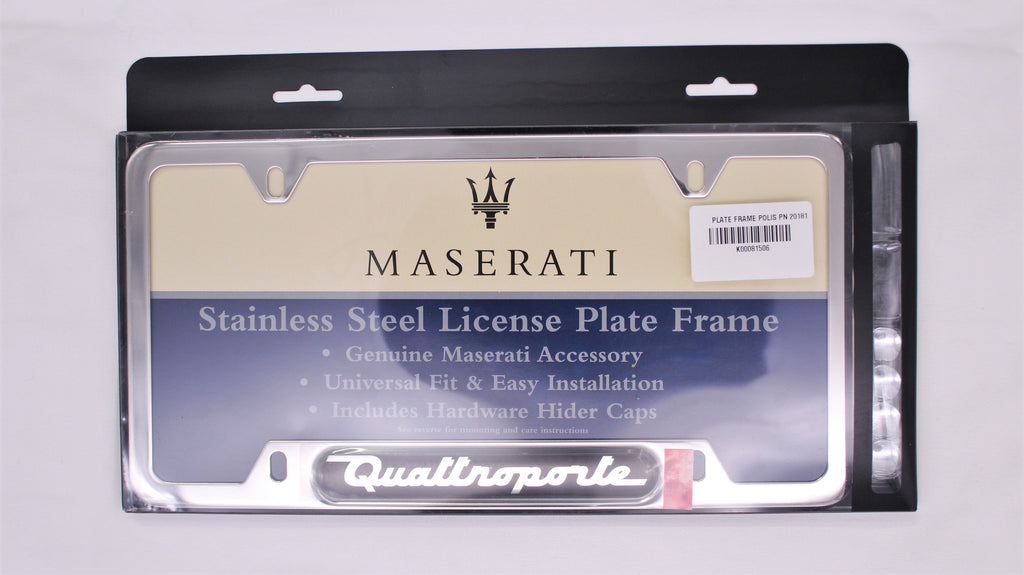 PLATE FRAME POLIS PN 20181
K00081506
MASERATI
Stainless Steel License Plate Frame
• Genuine Maserati Accessory
• Universal Fit & Easy Installation
• Includes Hardware Hider Caps
See reverse for mounting and care instructions
Quattroporte